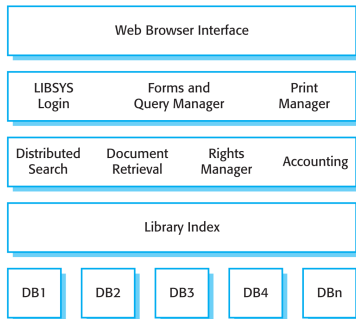 Web Browser Interface
LIBSYS
Login
Forms and
Query Manager
Print
Manager
Distributed
Search
Document
Retrieval
Rights
Manager
Accounting
Library Index
DB1
DB2
DB3
DB4
DBn